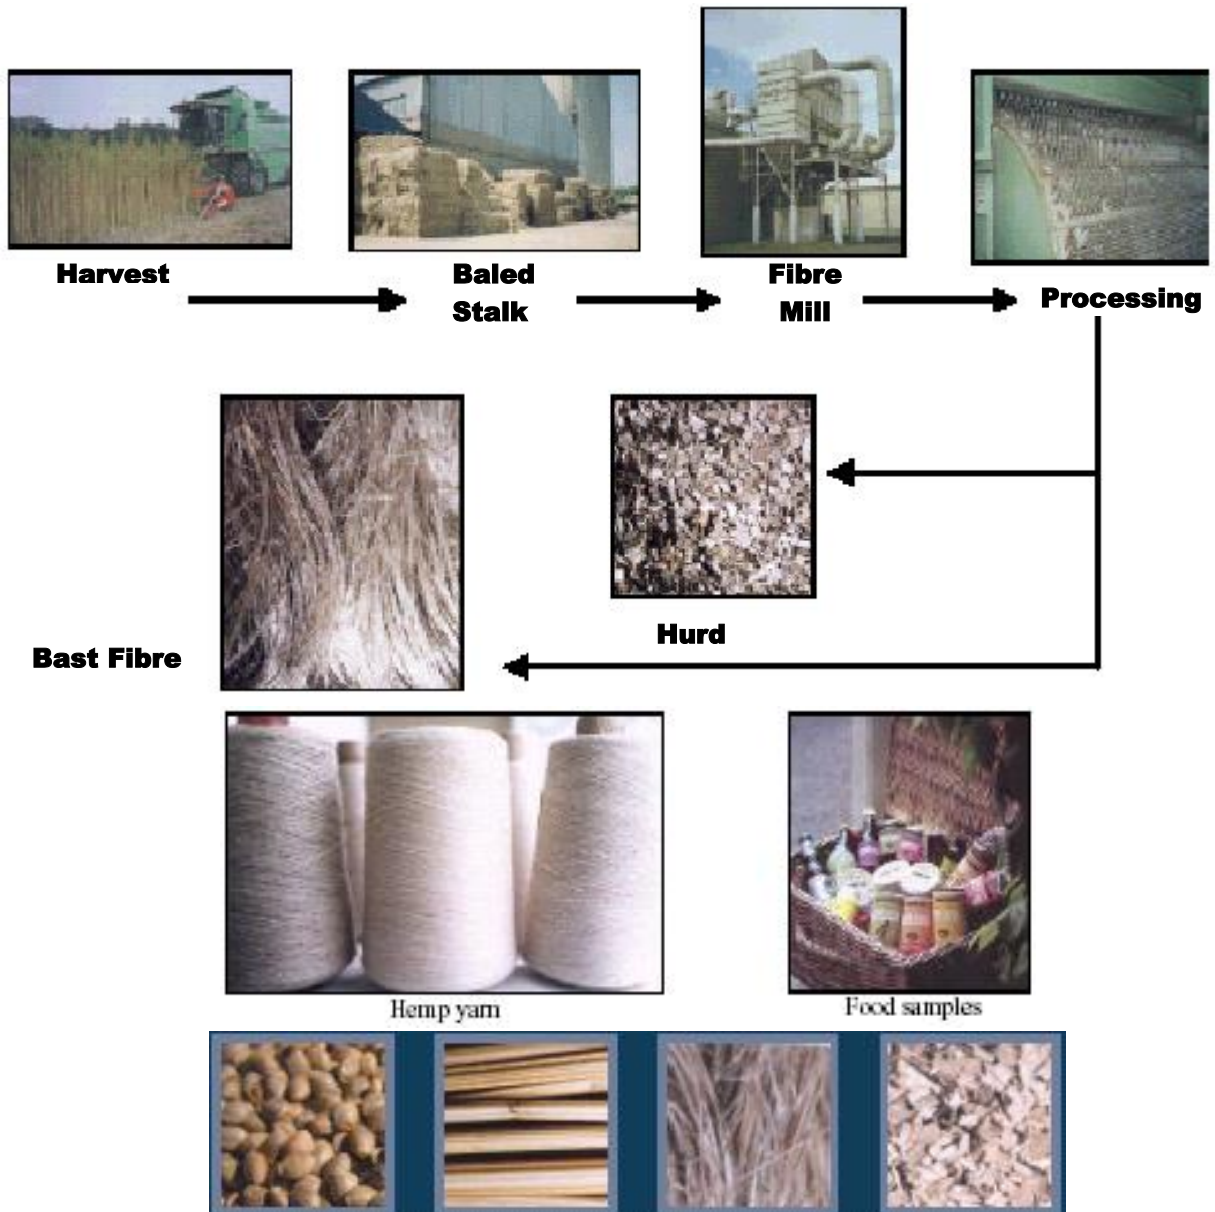 Harvest
Baled
Stalk
Fibre
Mill
Processing
Hurd
Bast Fibre
Hemp yarn
Food samples